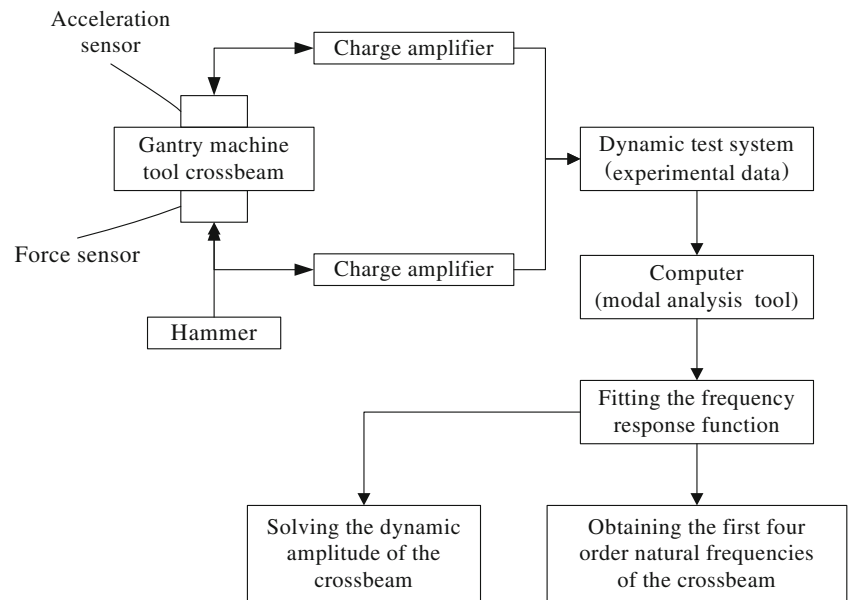 Acceleration
sensor
Charge amplifier
Gantry machine
tool crossbeam
Dynamic test system
(experimental data)
Force sensor
Charge amplifier
Computer
(modal analysis tool)
Hammer
Fitting the frequency
response function
Solving the dynamic
amplitude of the
crossbeam
Obtaining the first four
order natural frequencies
of the crossbeam